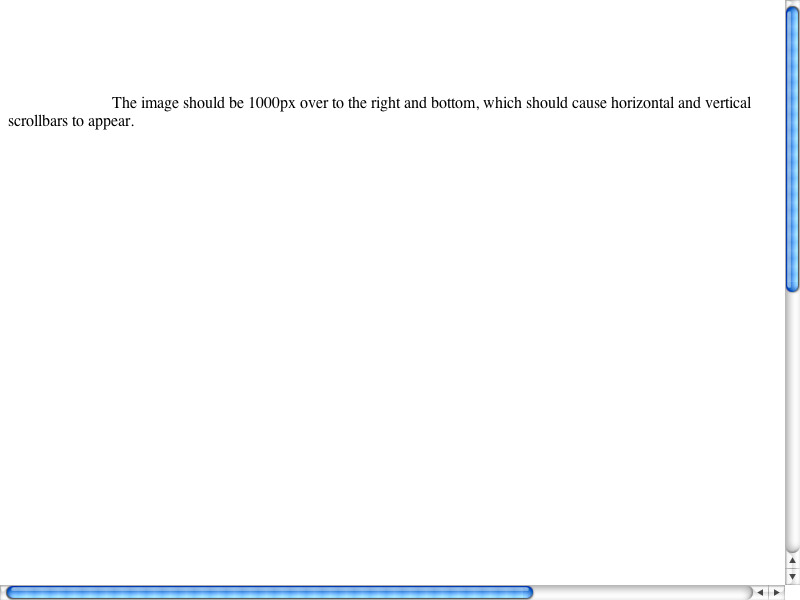 The image should be 1000px over to the right and bottom, which should cause horizontal and vertical
scrollbars to appear.